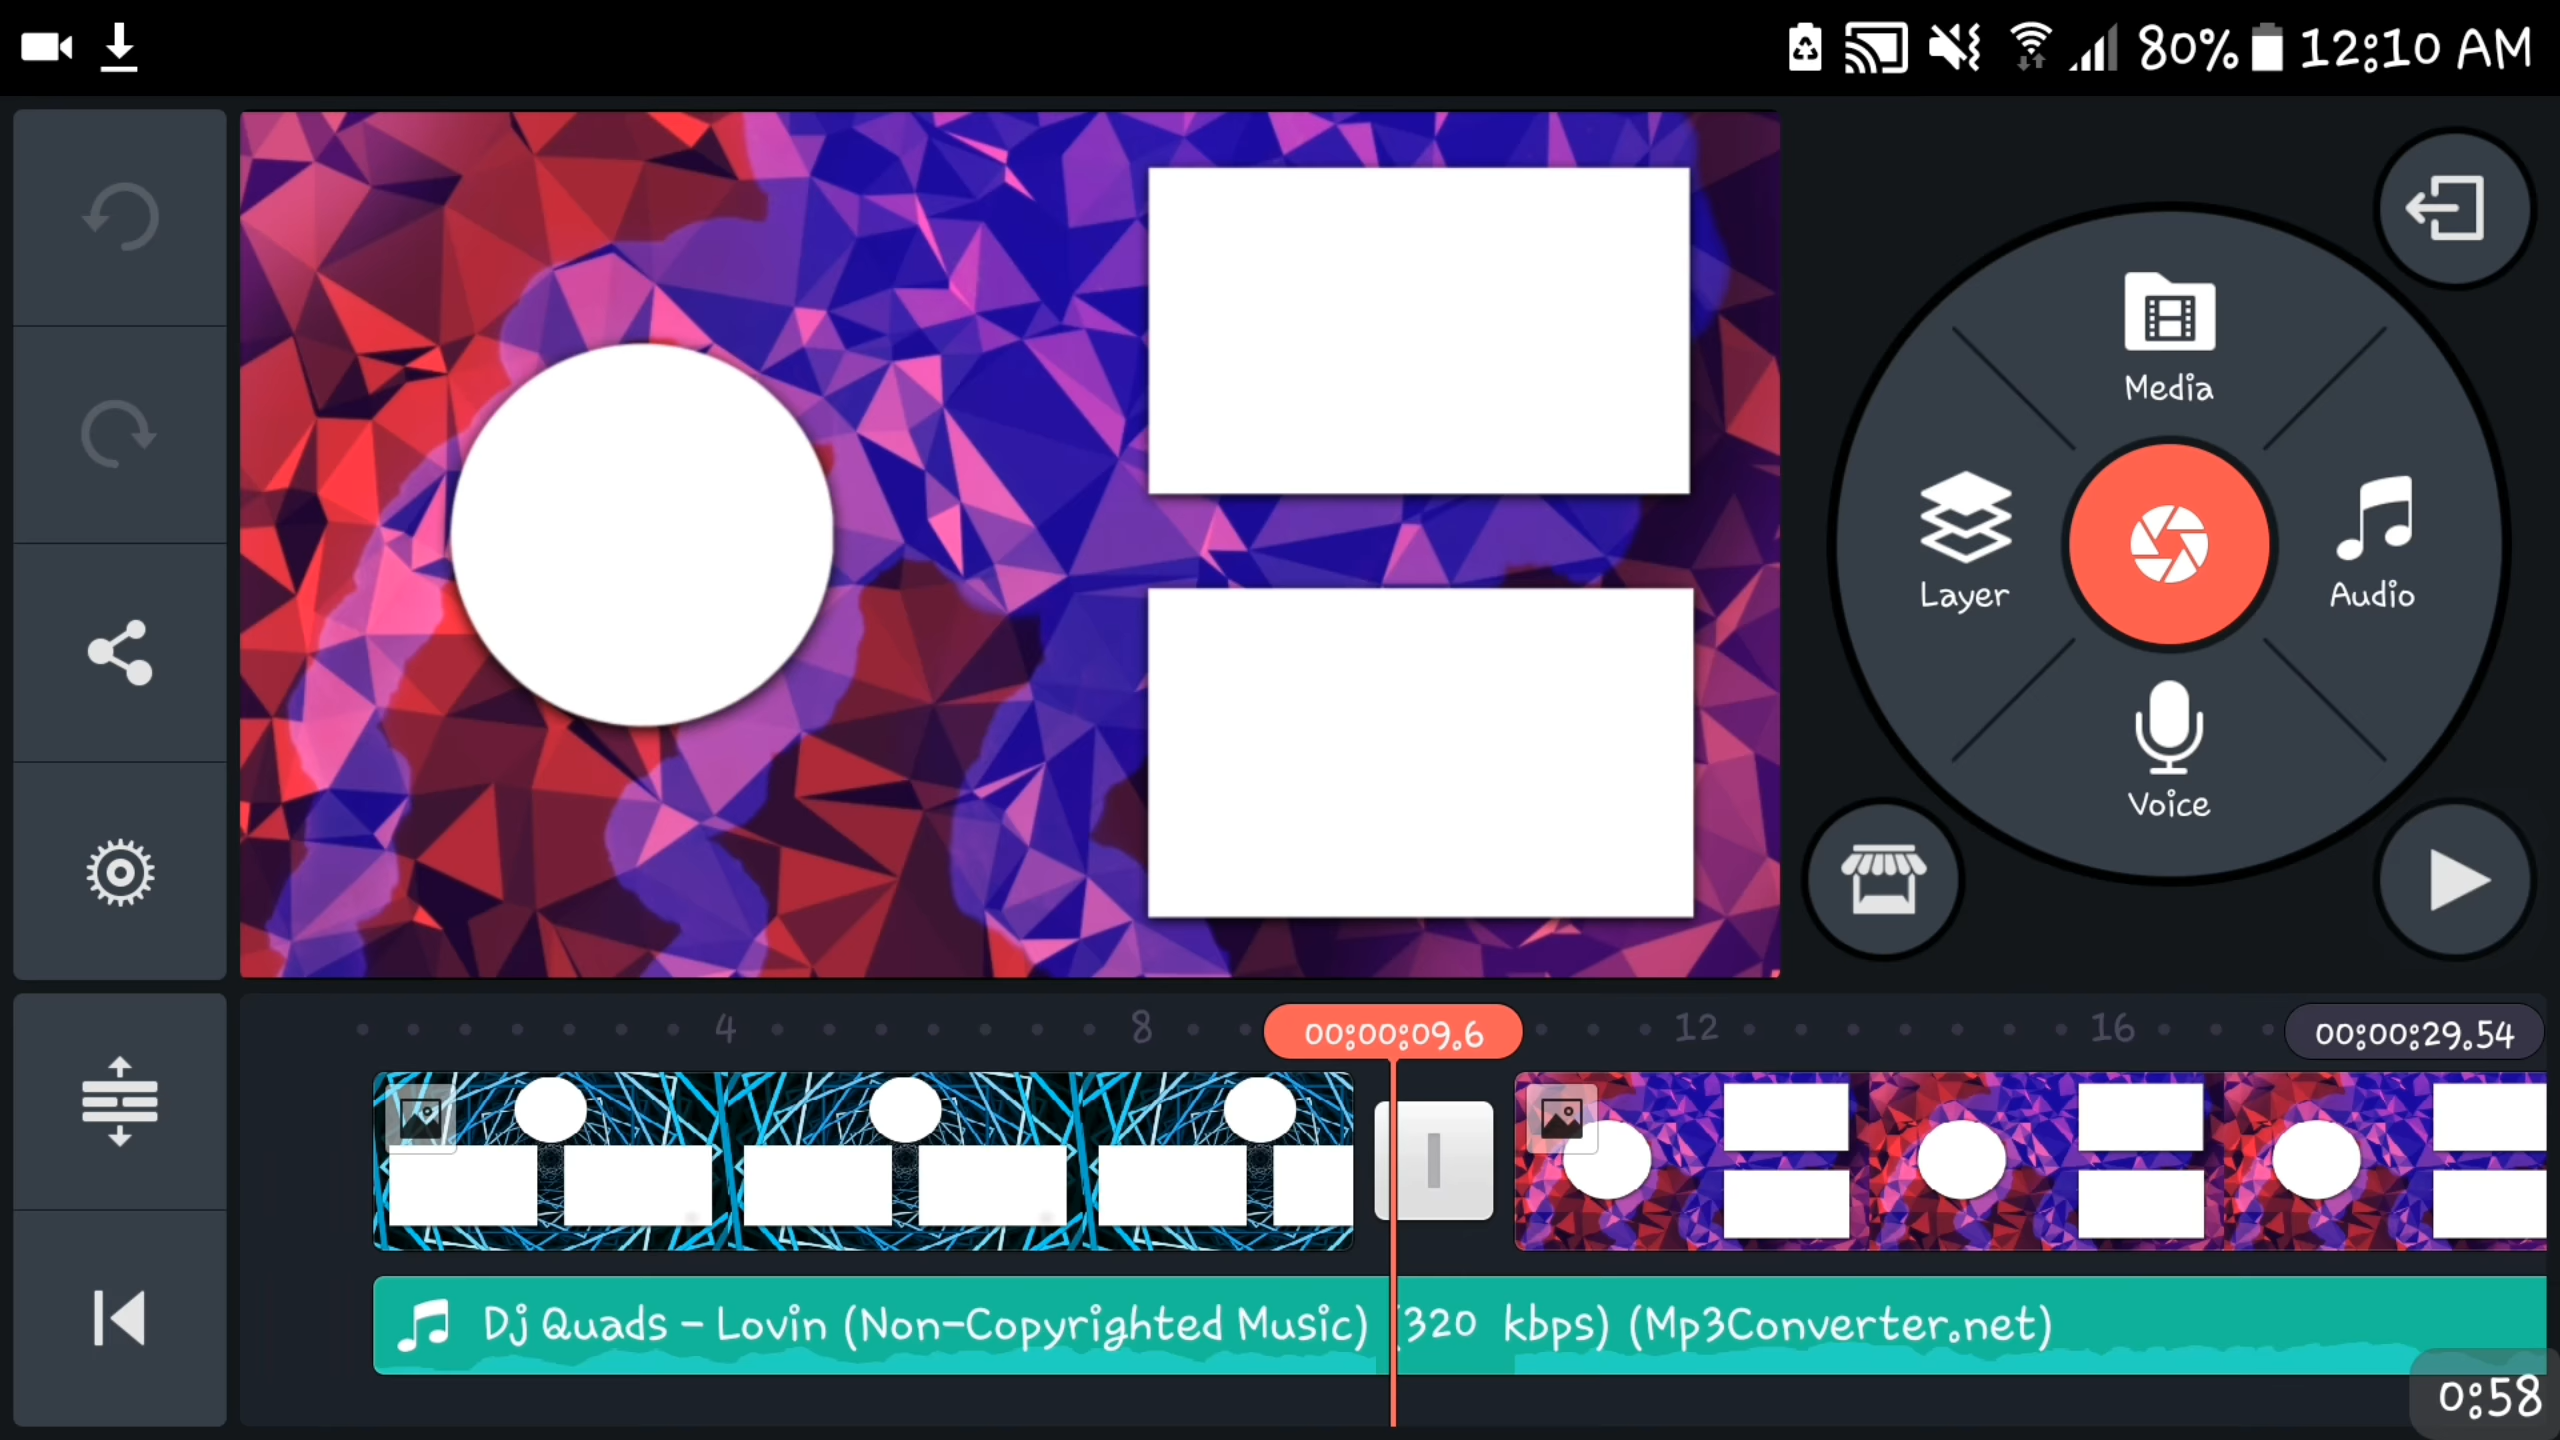 80% 12:10 AM
Media
Layer
Audio
Voice
4 8 00:00:09.6 12 16 00:00:29.54
Dj Quads - Lovin (Non-Copyrighted Music) (320 kbps) (Mp3Converter.net)
0:58